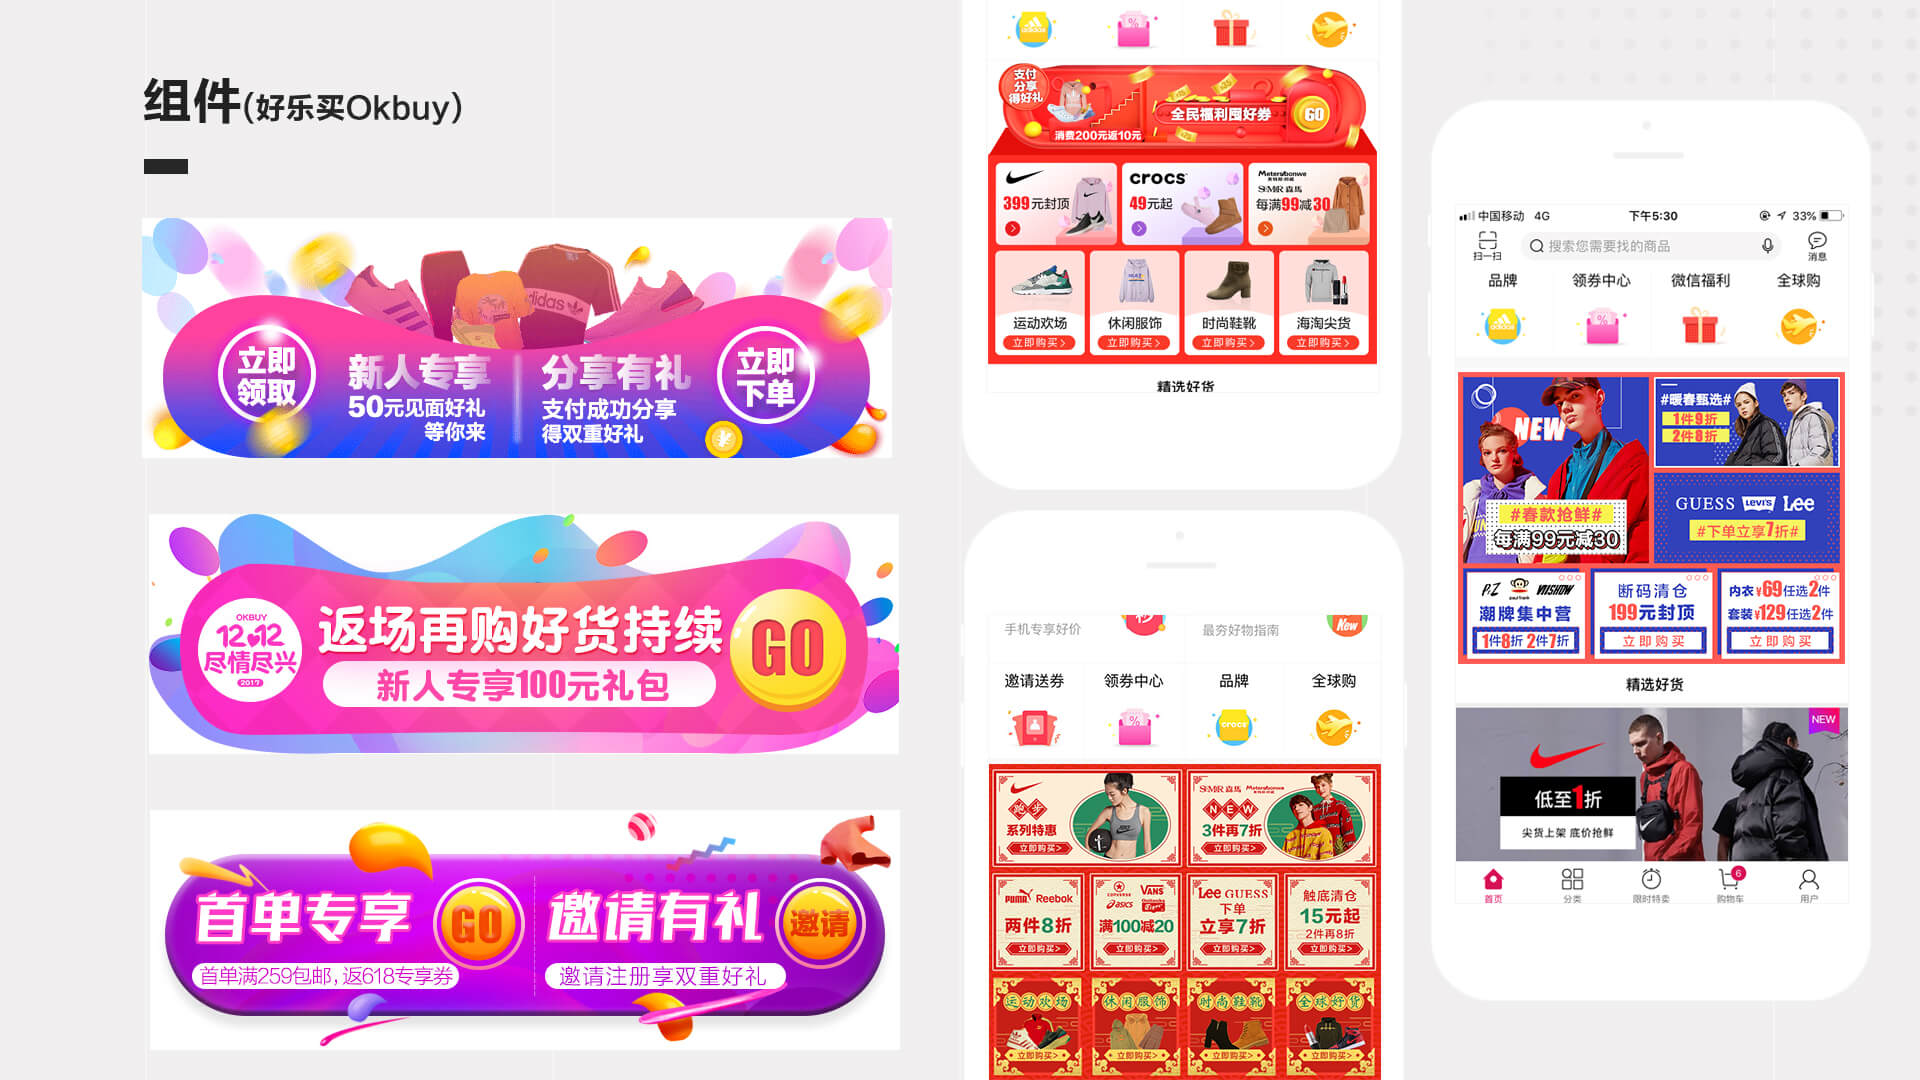 组件(好乐买Okbuy)
adidas
立即
领取
新人专享
50元见面好礼
等你来
分享有礼
支付成功分享
得双重好礼
立即
下单
¥
OKBUY
12.12
尽情尽兴
2017
返场再购好货持续
新人专享100元礼包
GO
首单专享
GO
首单满259包邮,返618专享券
邀请有礼
邀请
邀请注册享双重好礼
adidas
%
支付
分享
得好礼
消费200元返10元
全民福利囤好券
GO
399元封顶
crocs
49元起
Meters/bonwe
SMR 森馬
每满99减30
运动欢场
立即购买>
休闲服饰
立即购买>
时尚鞋靴
立即购买>
海淘尖货
立即购买>
精选好货
手机专享好价
秒
最夯好物指南
New
邀请送券
领券中心
品牌
全球购
%
crocs
跑步
系列特惠
立即购买>
SMR 森馬 Meters/bonwe
NEW
3件再7折
立即购买>
PUMA Reebok
两件8折
立即购买>
CONVERSE VANS
asics Onitsuka Tiger
满100减20
立即购买>
Lee GUESS
下单
立享7折
立即购买>
触底清仓
15元起
2件再8折
立即购买>
运动欢场
立即购买>
休闲服饰
立即购买>
时尚鞋靴
立即购买>
全球好货
立即购买>
中国移动 4G
下午5:30
33%
扫一扫
搜索您需要找的商品
消息
品牌
领券中心
微信福利
全球购
adidas
%
NEW
#春款抢鲜#
每满99元减30
#暖春甄选#
1件9折
2件8折
GUESS Levi's Lee
#下单立享7折#
PZ paul frank VIISHOW
潮牌集中营
1件8折 2件7折
断码清仓
199元封顶
立即购买
内衣¥69任选2件
套装¥129任选2件
立即购买
精选好货
NEW
低至1折
尖货上架 底价抢鲜
首页
分类
限时特卖
6
购物车
用户